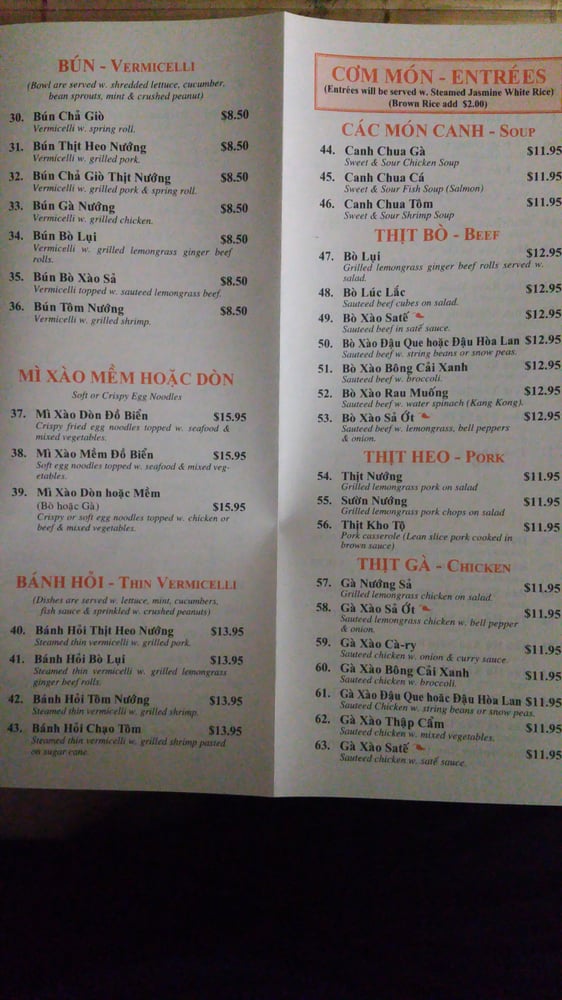 BÚN - VERMICELLI
(Bowl are served w. shredded lettuce, cucumber,
bean sprouts, mint & crushed peanut)
30. Bún Chả Giò $8.50
Vermicelli w. spring roll.
31. Bún Thịt Heo Nướng $8.50
Vermicelli w. grilled pork.
32. Bún Chả Giò Thịt Nướng $8.50
Vermicelli w. grilled pork & spring roll.
33. Bún Gà Nướng $8.50
Vermicelli w. grilled chicken.
34. Bún Bò Lụi $8.50
Vermicelli w. grilled lemongrass ginger beef
rolls.
35. Bún Bò Xào Sả $8.50
Vermicelli topped w. sauteed lemongrass beef.
36. Bún Tôm Nướng $8.50
Vermicelli w. grilled shrimp.
MÌ XÀO MỀM HOẶC DÒN
Soft or Crispy Egg Noodles
37. Mì Xào Dòn Đồ Biển $15.95
Crispy fried egg noodles topped w. seafood &
mixed vegetables.
38. Mì Xào Mềm Đồ Biển $15.95
Soft egg noodles topped w. seafood & mixed veg-
etables.
39. Mì Xào Dòn hoặc Mềm
(Bò hoặc Gà) $15.95
Crispy or soft egg noodles topped w. chicken or
beef & mixed vegetables.
BÁNH HỎI - THIN VERMICELLI
(Dishes are served w. lettuce, mint, cucumbers,
fish sauce & sprinkled w. crushed peanuts)
40. Bánh Hỏi Thịt Heo Nướng $13.95
Steamed thin vermicelli w. grilled pork.
41. Bánh Hỏi Bò Lụi $13.95
Steamed thin vermicelli w. grilled lemongrass
ginger beef rolls.
42. Bánh Hỏi Tôm Nướng $13.95
Steamed thin vermicelli w. grilled shrimp.
43. Bánh Hỏi Chạo Tôm $13.95
Steamed thin vermicelli w. grilled shrimp pasted
on sugar cane.
CƠM MÓN - ENTRÉES
(Entrées will be served w. Steamed Jasmine White Rice)
(Brown Rice add $2.00)
CÁC MÓN CANH - SOUP
44. Canh Chua Gà $11.95
Sweet & Sour Chicken Soup
45. Canh Chua Cá $11.95
Sweet & Sour Fish Soup (Salmon)
46. Canh Chua Tôm $11.95
Sweet & Sour Shrimp Soup
THỊT BÒ - BEEF
47. Bò Lụi $12.95
Grilled lemongrass ginger beef rolls served w.
salad.
48. Bò Lúc Lắc $12.95
Sauteed beef cubes on salad.
49. Bò Xào Saté $12.95
Sauteed beef in saté sauce.
50. Bò Xào Đậu Que hoặc Đậu Hòa Lan $12.95
Sauteed beef w. string beans or snow peas.
51. Bò Xào Bông Cải Xanh $12.95
Sauteed beef w. broccoli.
52. Bò Xào Rau Muống $12.95
Sauteed beef w. water spinach (Kang Kong).
53. Bò Xào Sả Ớt $12.95
Sauteed beef w. lemongrass, bell peppers
& onion.
THỊT HEO - PORK
54. Thịt Nướng $11.95
Grilled lemongrass pork on salad
55. Sườn Nướng $11.95
Grilled lemongrass pork chops on salad.
56. Thịt Kho Tộ $11.95
Pork casserole (Lean slice pork cooked in
brown sauce)
THỊT GÀ - CHICKEN
57. Gà Nướng Sả $11.95
Grilled lemongrass chicken on salad.
58. Gà Xào Sả Ớt $11.95
Sauteed lemongrass chicken w. bell pepper
& onion.
59. Gà Xào Cà-ry $11.95
Sauteed chicken w. onion & curry sauce.
60. Gà Xào Bông Cải Xanh $11.95
Sauteed chicken w. broccoli.
61. Gà Xào Đậu Que hoặc Đậu Hòa Lan $11.95
Sauteed Chicken w. string beans or snow peas.
62. Gà Xào Thập Cẩm $11.95
Sauteed chicken w. mixed vegetables.
63. Gà Xào Saté $11.95
Sauteed chicken w. saté sauce.